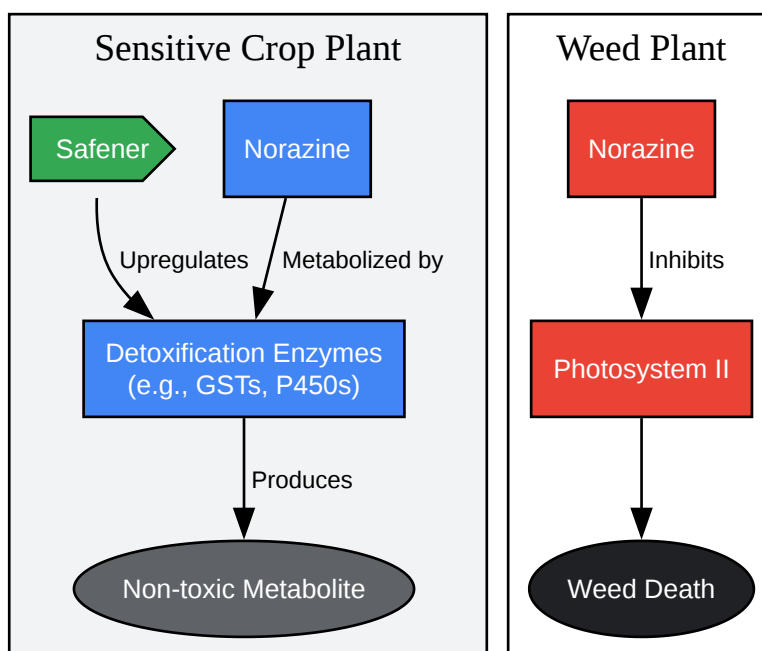 Sensitive Crop Plant
Safener
Norazine
Upregulates
Metabolized by
Detoxification Enzymes
(e.g., GSTs, P450s)
Produces
Non-toxic Metabolite
Weed Plant
Norazine
Inhibits
Photosystem II
Weed Death